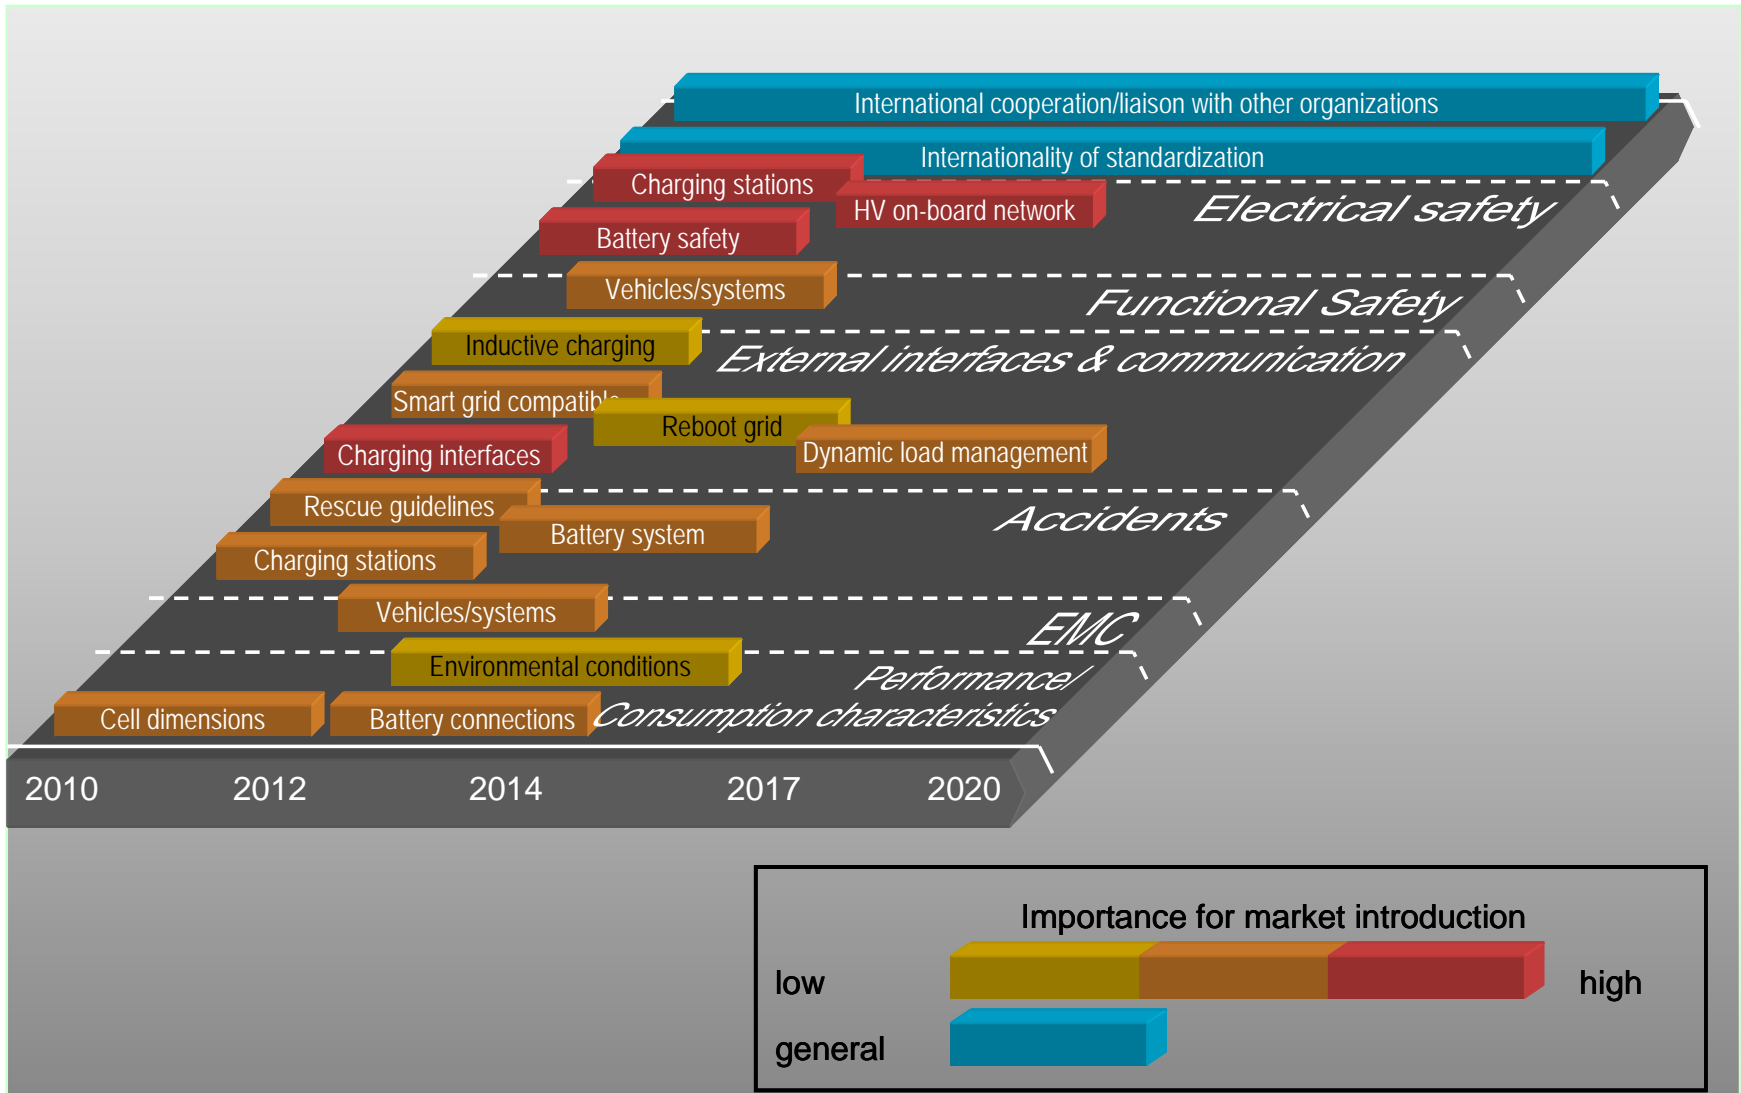 International cooperation/liaison with other organizations
Internationality of standardization
Charging stations
HV on-board network
Electrical safety
Battery safety
Vehicles/systems
Functional Safety
Inductive charging
External interfaces & communication
Smart grid compatible
Reboot grid
Dynamic load management
Charging interfaces
Rescue guidelines
Accidents
Battery system
Charging stations
Vehicles/systems
EMC
Environmental conditions
Performance/
Consumption characteristics
Cell dimensions
Battery connections
2010
2012
2014
2017
2020
Importance for market introduction
low
high
general